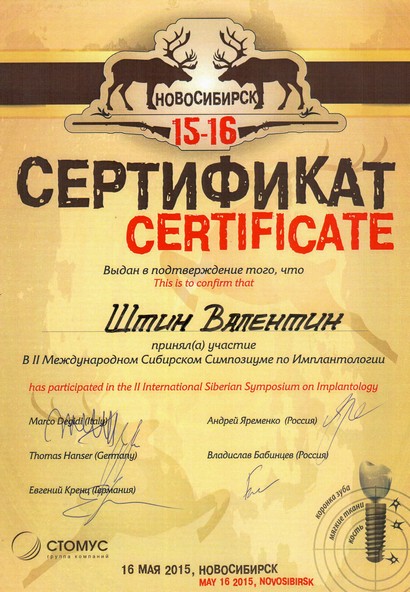 НОВОСИБИРСК
15-16
СЕРТИФИКАТ
CERTIFICATE
Выдан в подтверждение того, что
This is to confirm that
Штин Валентин
принял(а) участие
В II Международном Сибирском Симпозиуме по Имплантологии
has participated in the II International Siberian Symposium on Implantology
Marco Degidi (Italy)
Андрей Яременко (Россия)
Thomas Hanser (Germany)
Владислав Бабинцев (Россия)
Евгений Кренц (Германия)
коронка зуба
мягкие ткани
кость
СТОМУС
группа компаний
16 МАЯ 2015, НОВОСИБИРСК
MAY 16 2015, NOVOSIBIRSK